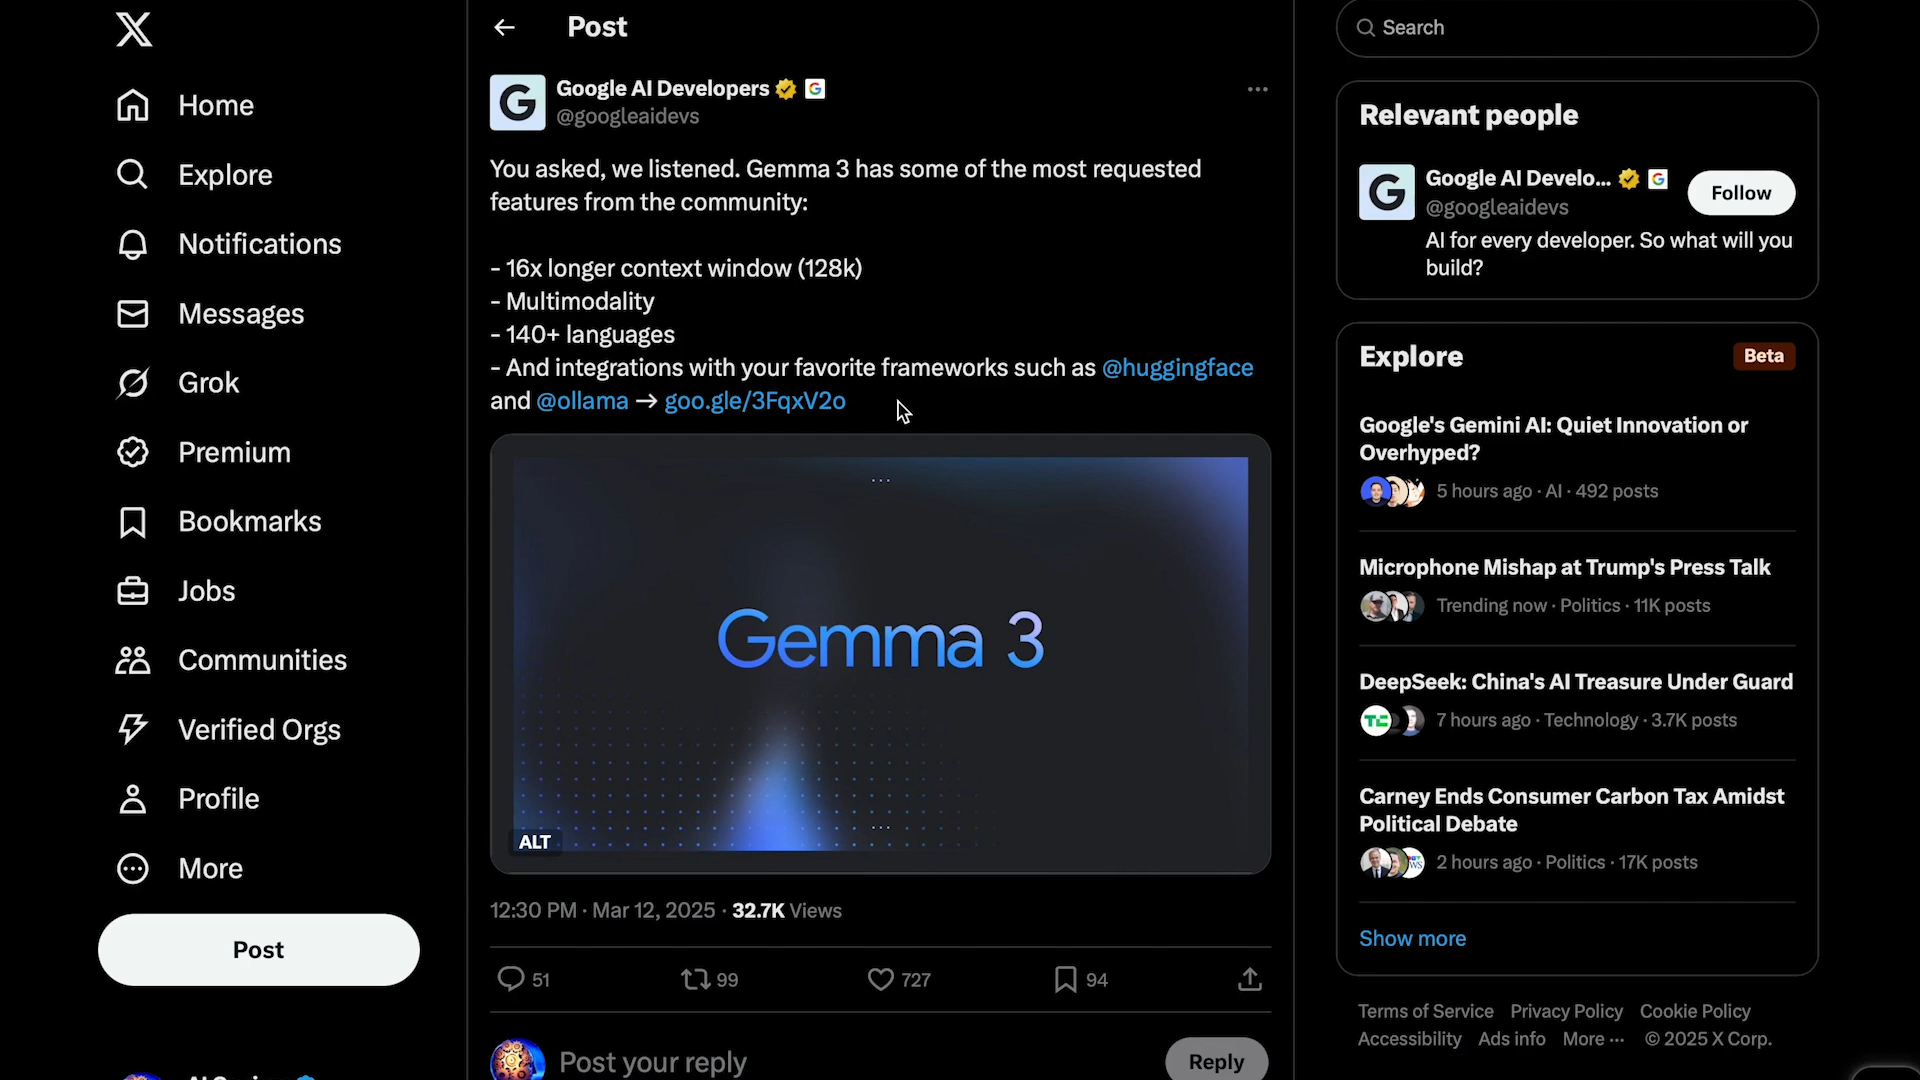 Home
Explore
Notifications
Messages
Grok
Premium
Bookmarks
Jobs
Communities
Verified Orgs
Profile
More
Post
Post
Google AI Developers
@googleaidevs
You asked, we listened. Gemma 3 has some of the most requested
features from the community:
- 16x longer context window (128k)
- Multimodality
- 140+ languages
- And integrations with your favorite frameworks such as @huggingface
and @ollama → goo.gle/3FqxV2o
Gemma 3
ALT
12:30 PM · Mar 12, 2025 · 32.7K Views
51 99 727 94
Post your reply
Reply
Search
Relevant people
Google AI Develo...
@googleaidevs
Follow
AI for every developer. So what will you
build?
Explore
Beta
Google's Gemini AI: Quiet Innovation or
Overhyped?
5 hours ago · AI · 492 posts
Microphone Mishap at Trump's Press Talk
Trending now · Politics · 11K posts
DeepSeek: China's AI Treasure Under Guard
7 hours ago · Technology · 3.7K posts
Carney Ends Consumer Carbon Tax Amidst
Political Debate
2 hours ago · Politics · 17K posts
Show more
Terms of Service Privacy Policy Cookie Policy
Accessibility Ads info More ··· © 2025 X Corp.